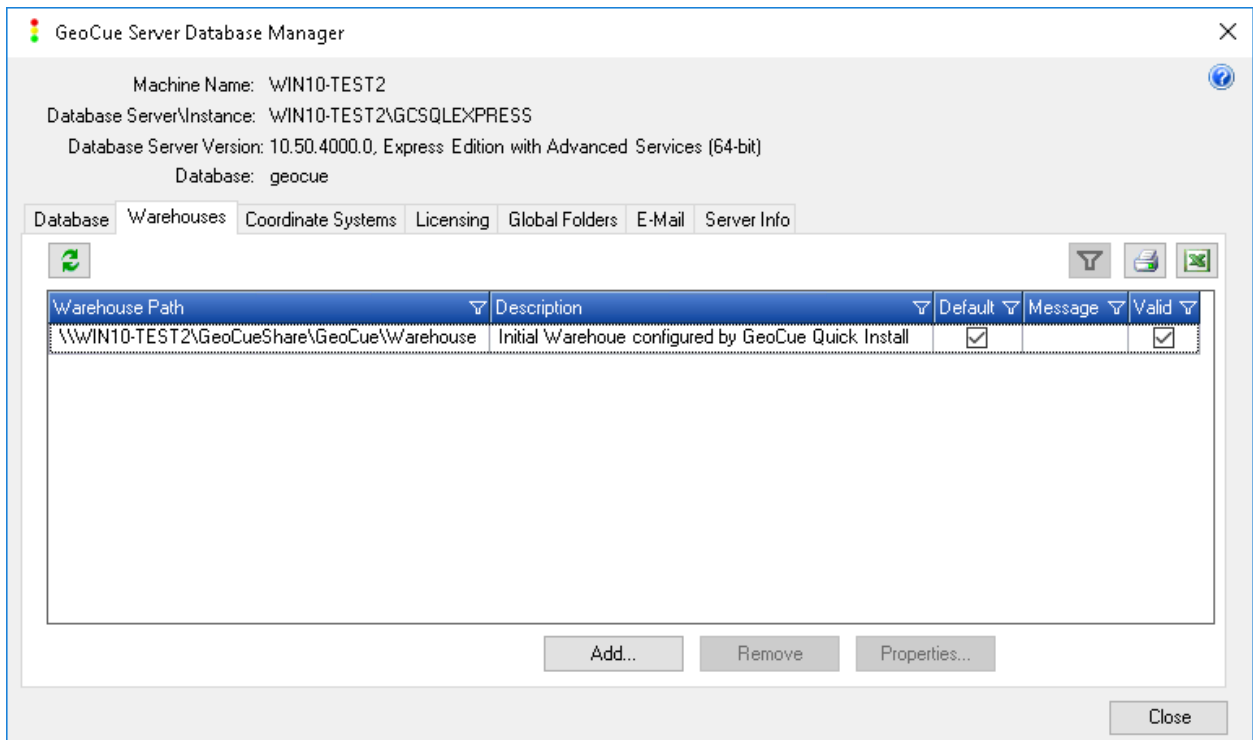 GeoCue Server Database Manager
Machine Name: WIN10-TEST2
Database Server\Instance: WIN10-TEST2\GCSQLEXPRESS
Database Server Version: 10.50.4000.0, Express Edition with Advanced Services (64-bit)
Database: geocue
Database Warehouses Coordinate Systems Licensing Global Folders E-Mail Server Info
Warehouse Path Description Default Message Valid
\\WIN10-TEST2\GeoCueShare\GeoCue\Warehouse Initial Warehoue configured by GeoCue Quick Install
Add... Remove Properties...
Close